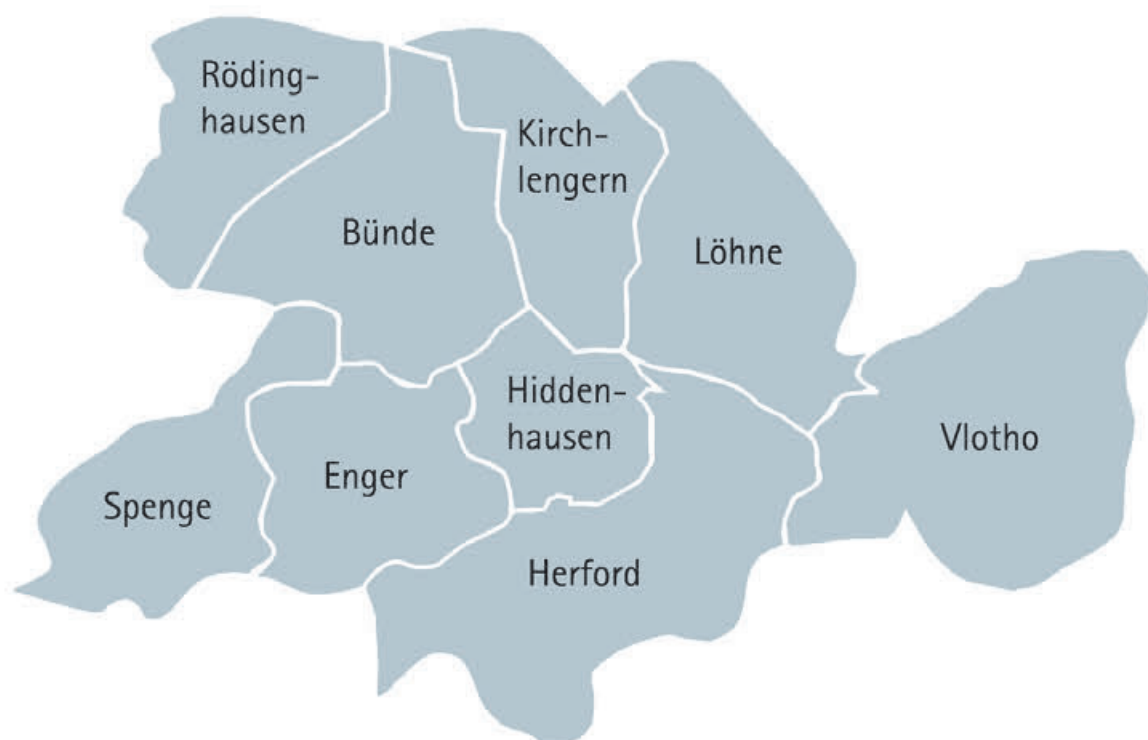 Röding-
hausen
Kirch-
lengern
Bünde
Löhne
Hidden-
hausen
Vlotho
Enger
Spenge
Herford